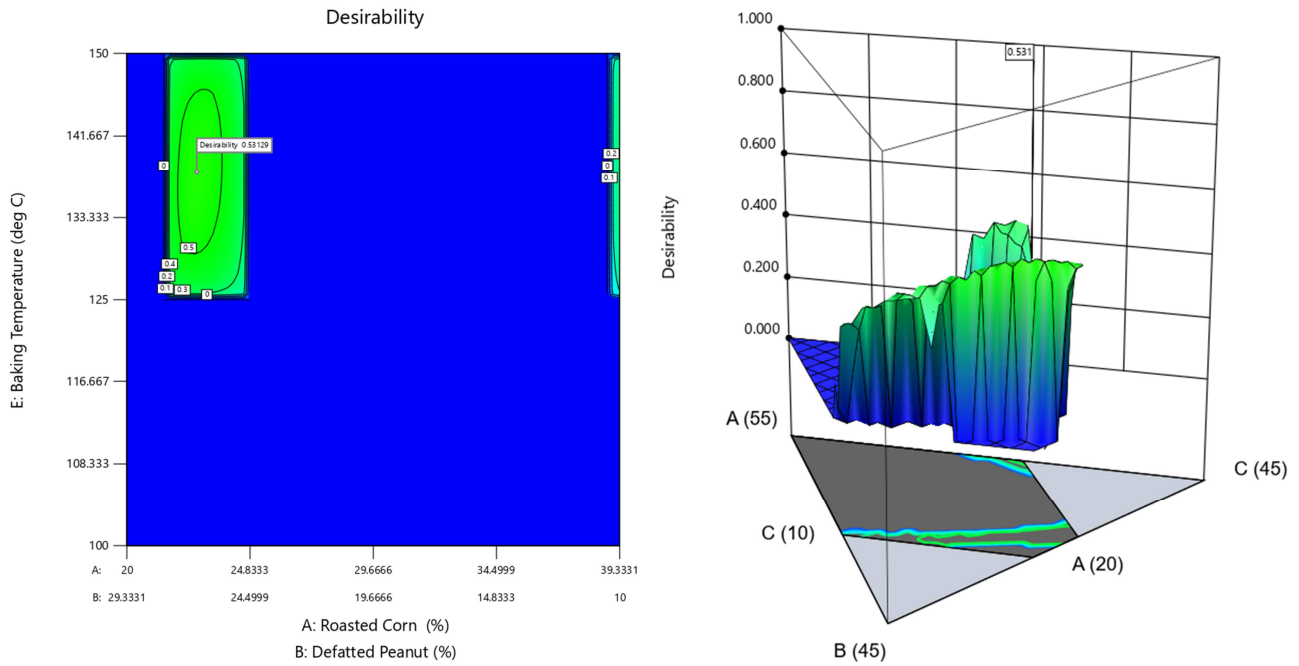 Desirability
150
141.667
133.333
125
116.667
108.333
100
E: Baking Temperature (deg C)
Desirability 0.53129
0
0.5
0.4
0.2
0.1
0.3
0
0.2
0
0.1
A: 20 24.8333 29.6666 34.4999 39.3331
B: 29.3331 24.4999 19.6666 14.8333 10
A: Roasted Corn (%)
B: Defatted Peanut (%)
1.000
0.800
0.600
0.400
0.200
0.000
Desirability
0.531
A (55)
C (45)
C (10)
A (20)
B (45)